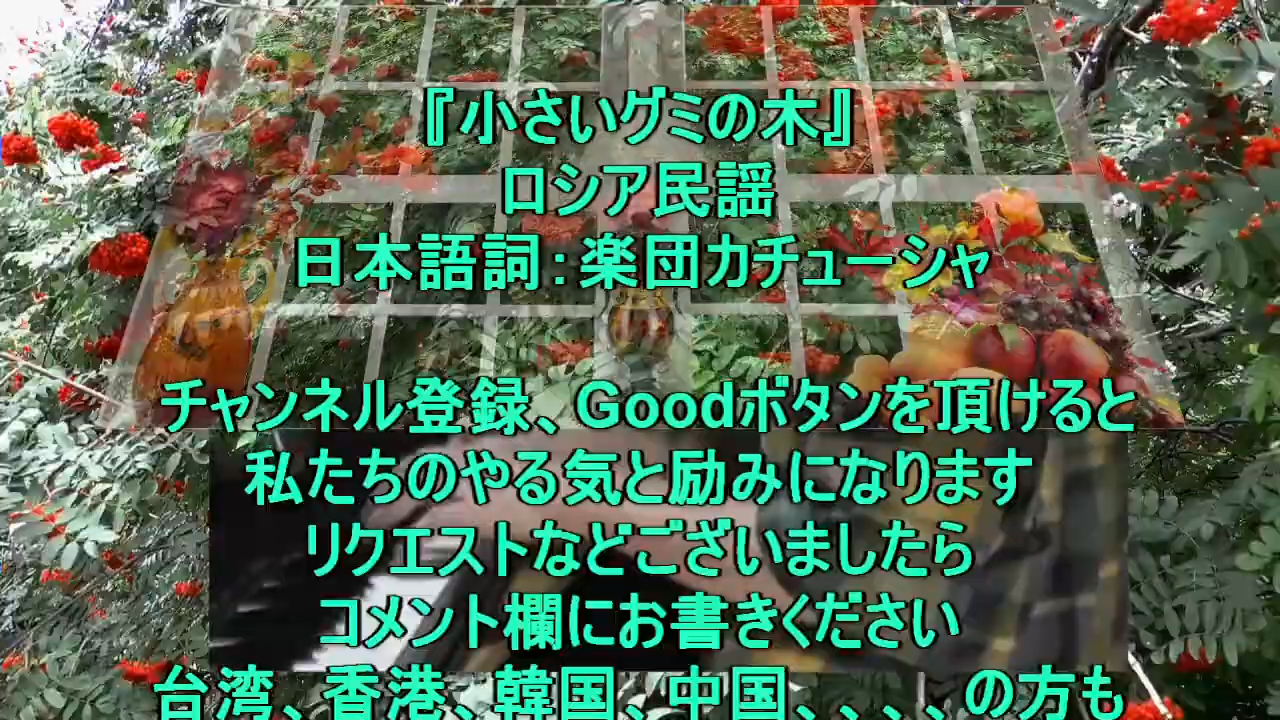 『小さいグミの木』
ロシア民謡
日本語詞：楽団カチューシャ
チャンネル登録、Goodボタンを頂けると
私たちのやる気と励みになります
リクエストなどございましたら
コメント欄にお書きください
台湾、香港、韓国、中国、、、、の方も